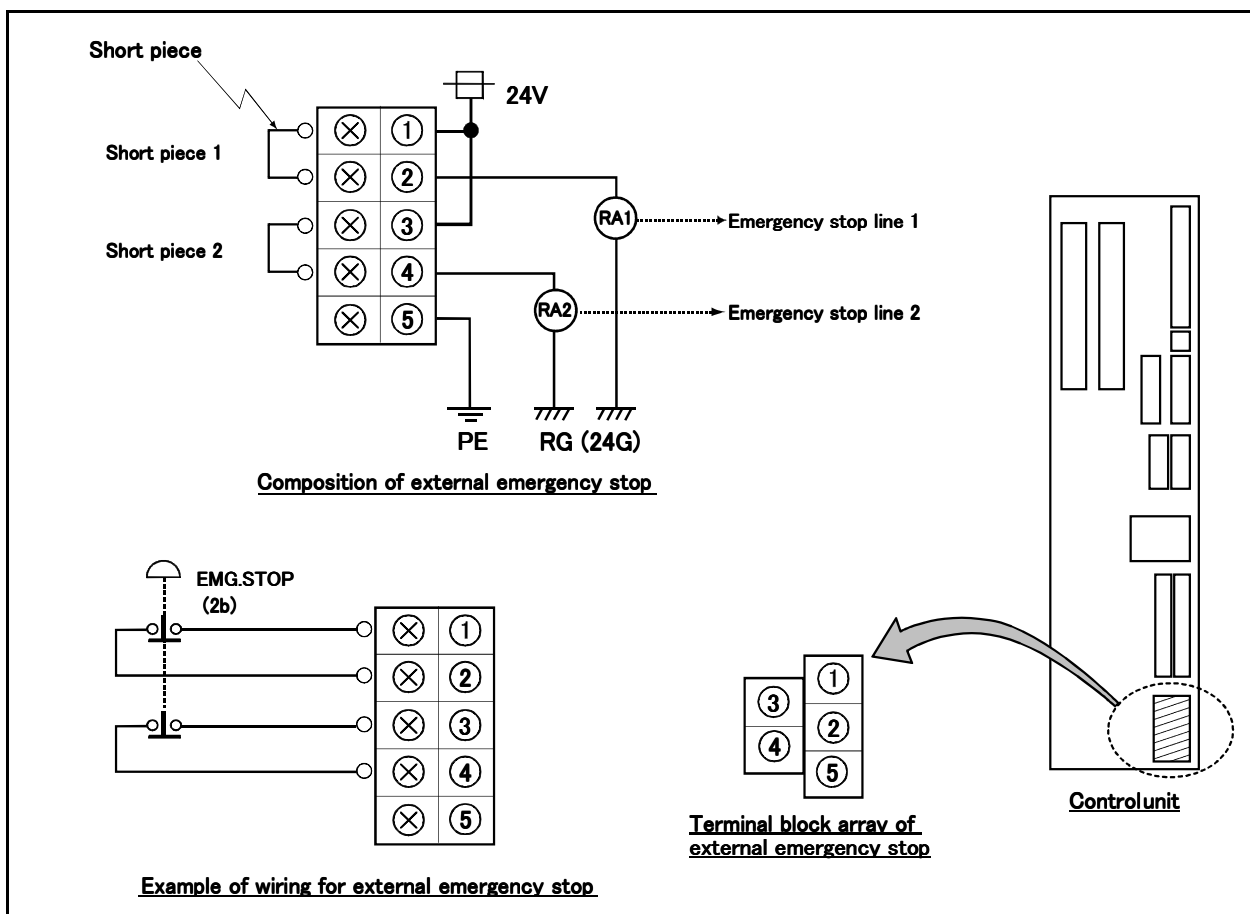 Short piece
24V
Short piece 1
Short piece 2
①
②
③
④
⑤
RA1
RA2
Emergency stop line 1
Emergency stop line 2
PE
RG (24G)
Composition of external emergency stop
EMG.STOP
(2b)
①
②
③
④
⑤
Example of wiring for external emergency stop
①
③
②
④
⑤
Terminal block array of
external emergency stop
Controlunit